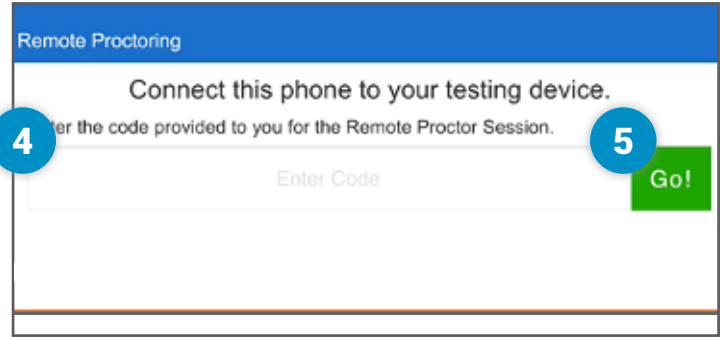 Remote Proctoring
Connect this phone to your testing device.
4
er the code provided to you for the Remote Proctor Session.
5
Enter Code
Go!